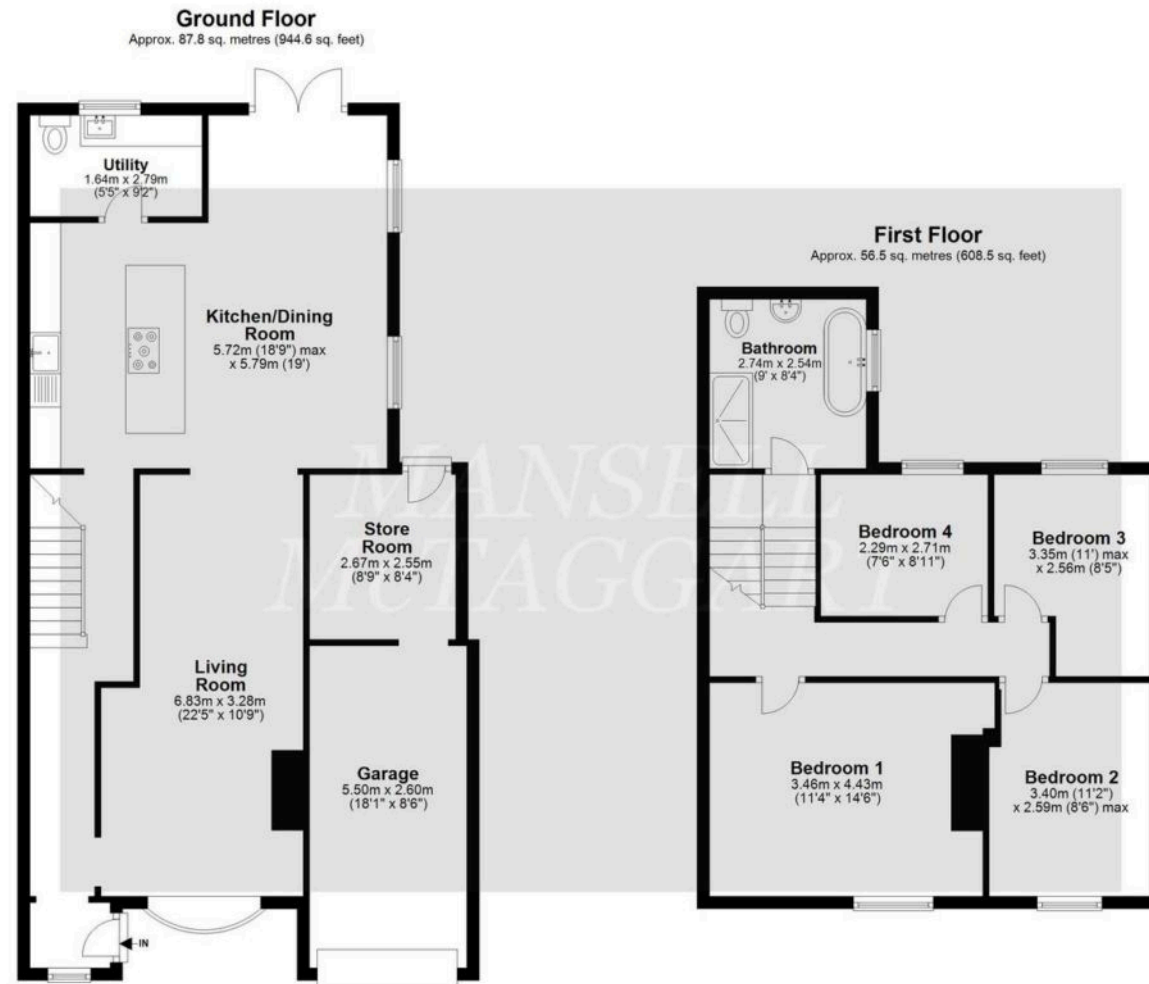 Ground Floor
Approx. 87.8 sq. metres (944.6 sq. feet)
Utility
1.64m x 2.79m
(5'5" x 9'2")
Kitchen/Dining
Room
5.72m (18'9") max
x 5.79m (19')
Store
Room
2.67m x 2.55m
(8'9" x 8'4")
Living
Room
6.83m x 3.28m
(22'5" x 10'9")
Garage
5.50m x 2.60m
(18'1" x 8'6")
IN
First Floor
Approx. 56.5 sq. metres (608.5 sq. feet)
Bathroom
2.74m x 2.54m
(9' x 8'4")
Bedroom 4
2.29m x 2.71m
(7'6" x 8'11")
Bedroom 3
3.35m (11') max
x 2.56m (8'5")
Bedroom 1
3.46m x 4.43m
(11'4" x 14'6")
Bedroom 2
3.40m (11'2")
x 2.59m (8'6") max
MANSELL
McTAGGART